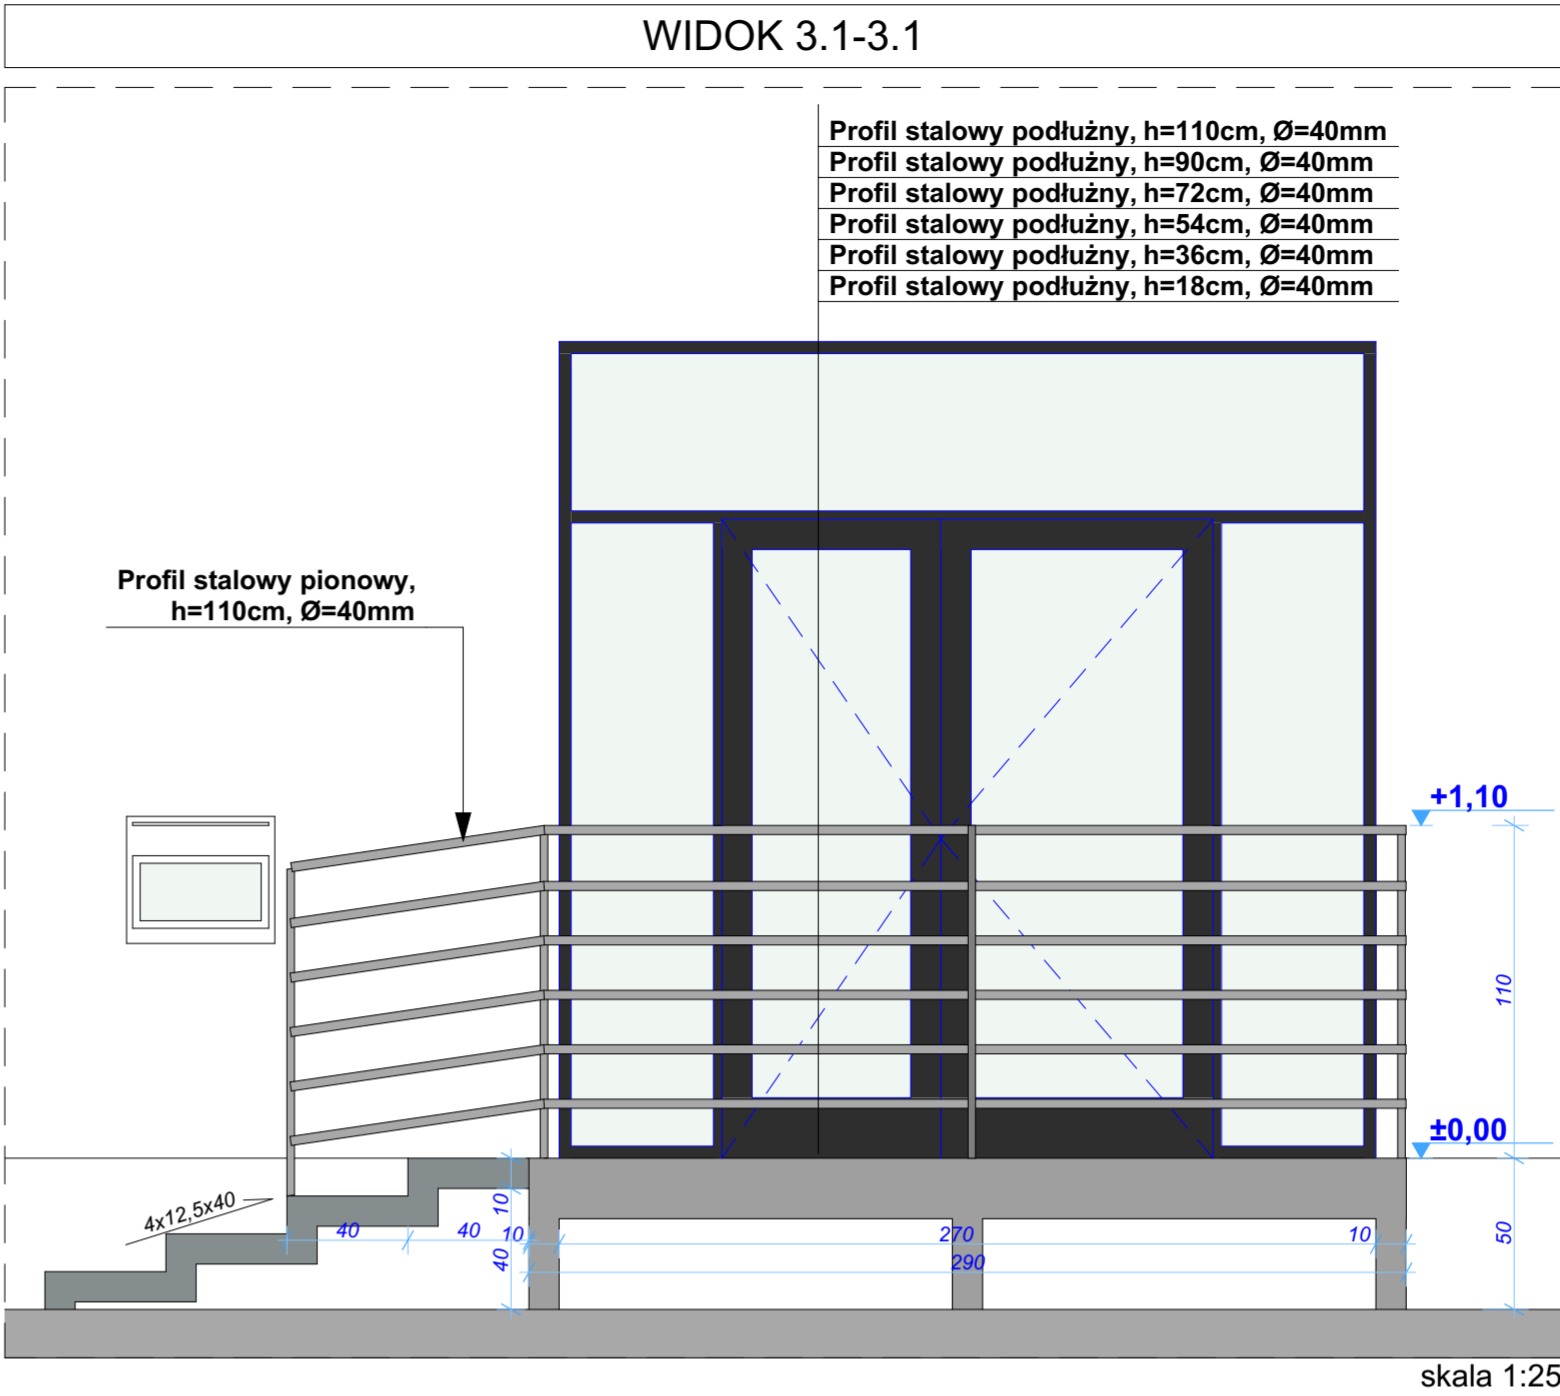 WIDOK 3.1-3.1
Profil stalowy podłużny, h=110cm, Ø=40mm
Profil stalowy podłużny, h=90cm, Ø=40mm
Profil stalowy podłużny, h=72cm, Ø=40mm
Profil stalowy podłużny, h=54cm, Ø=40mm
Profil stalowy podłużny, h=36cm, Ø=40mm
Profil stalowy podłużny, h=18cm, Ø=40mm
Profil stalowy pionowy,
h=110cm, Ø=40mm
+1,10
110
±0,00
4x12,5x40
40
40
10
10
40
270
10
290
50
skala 1:25